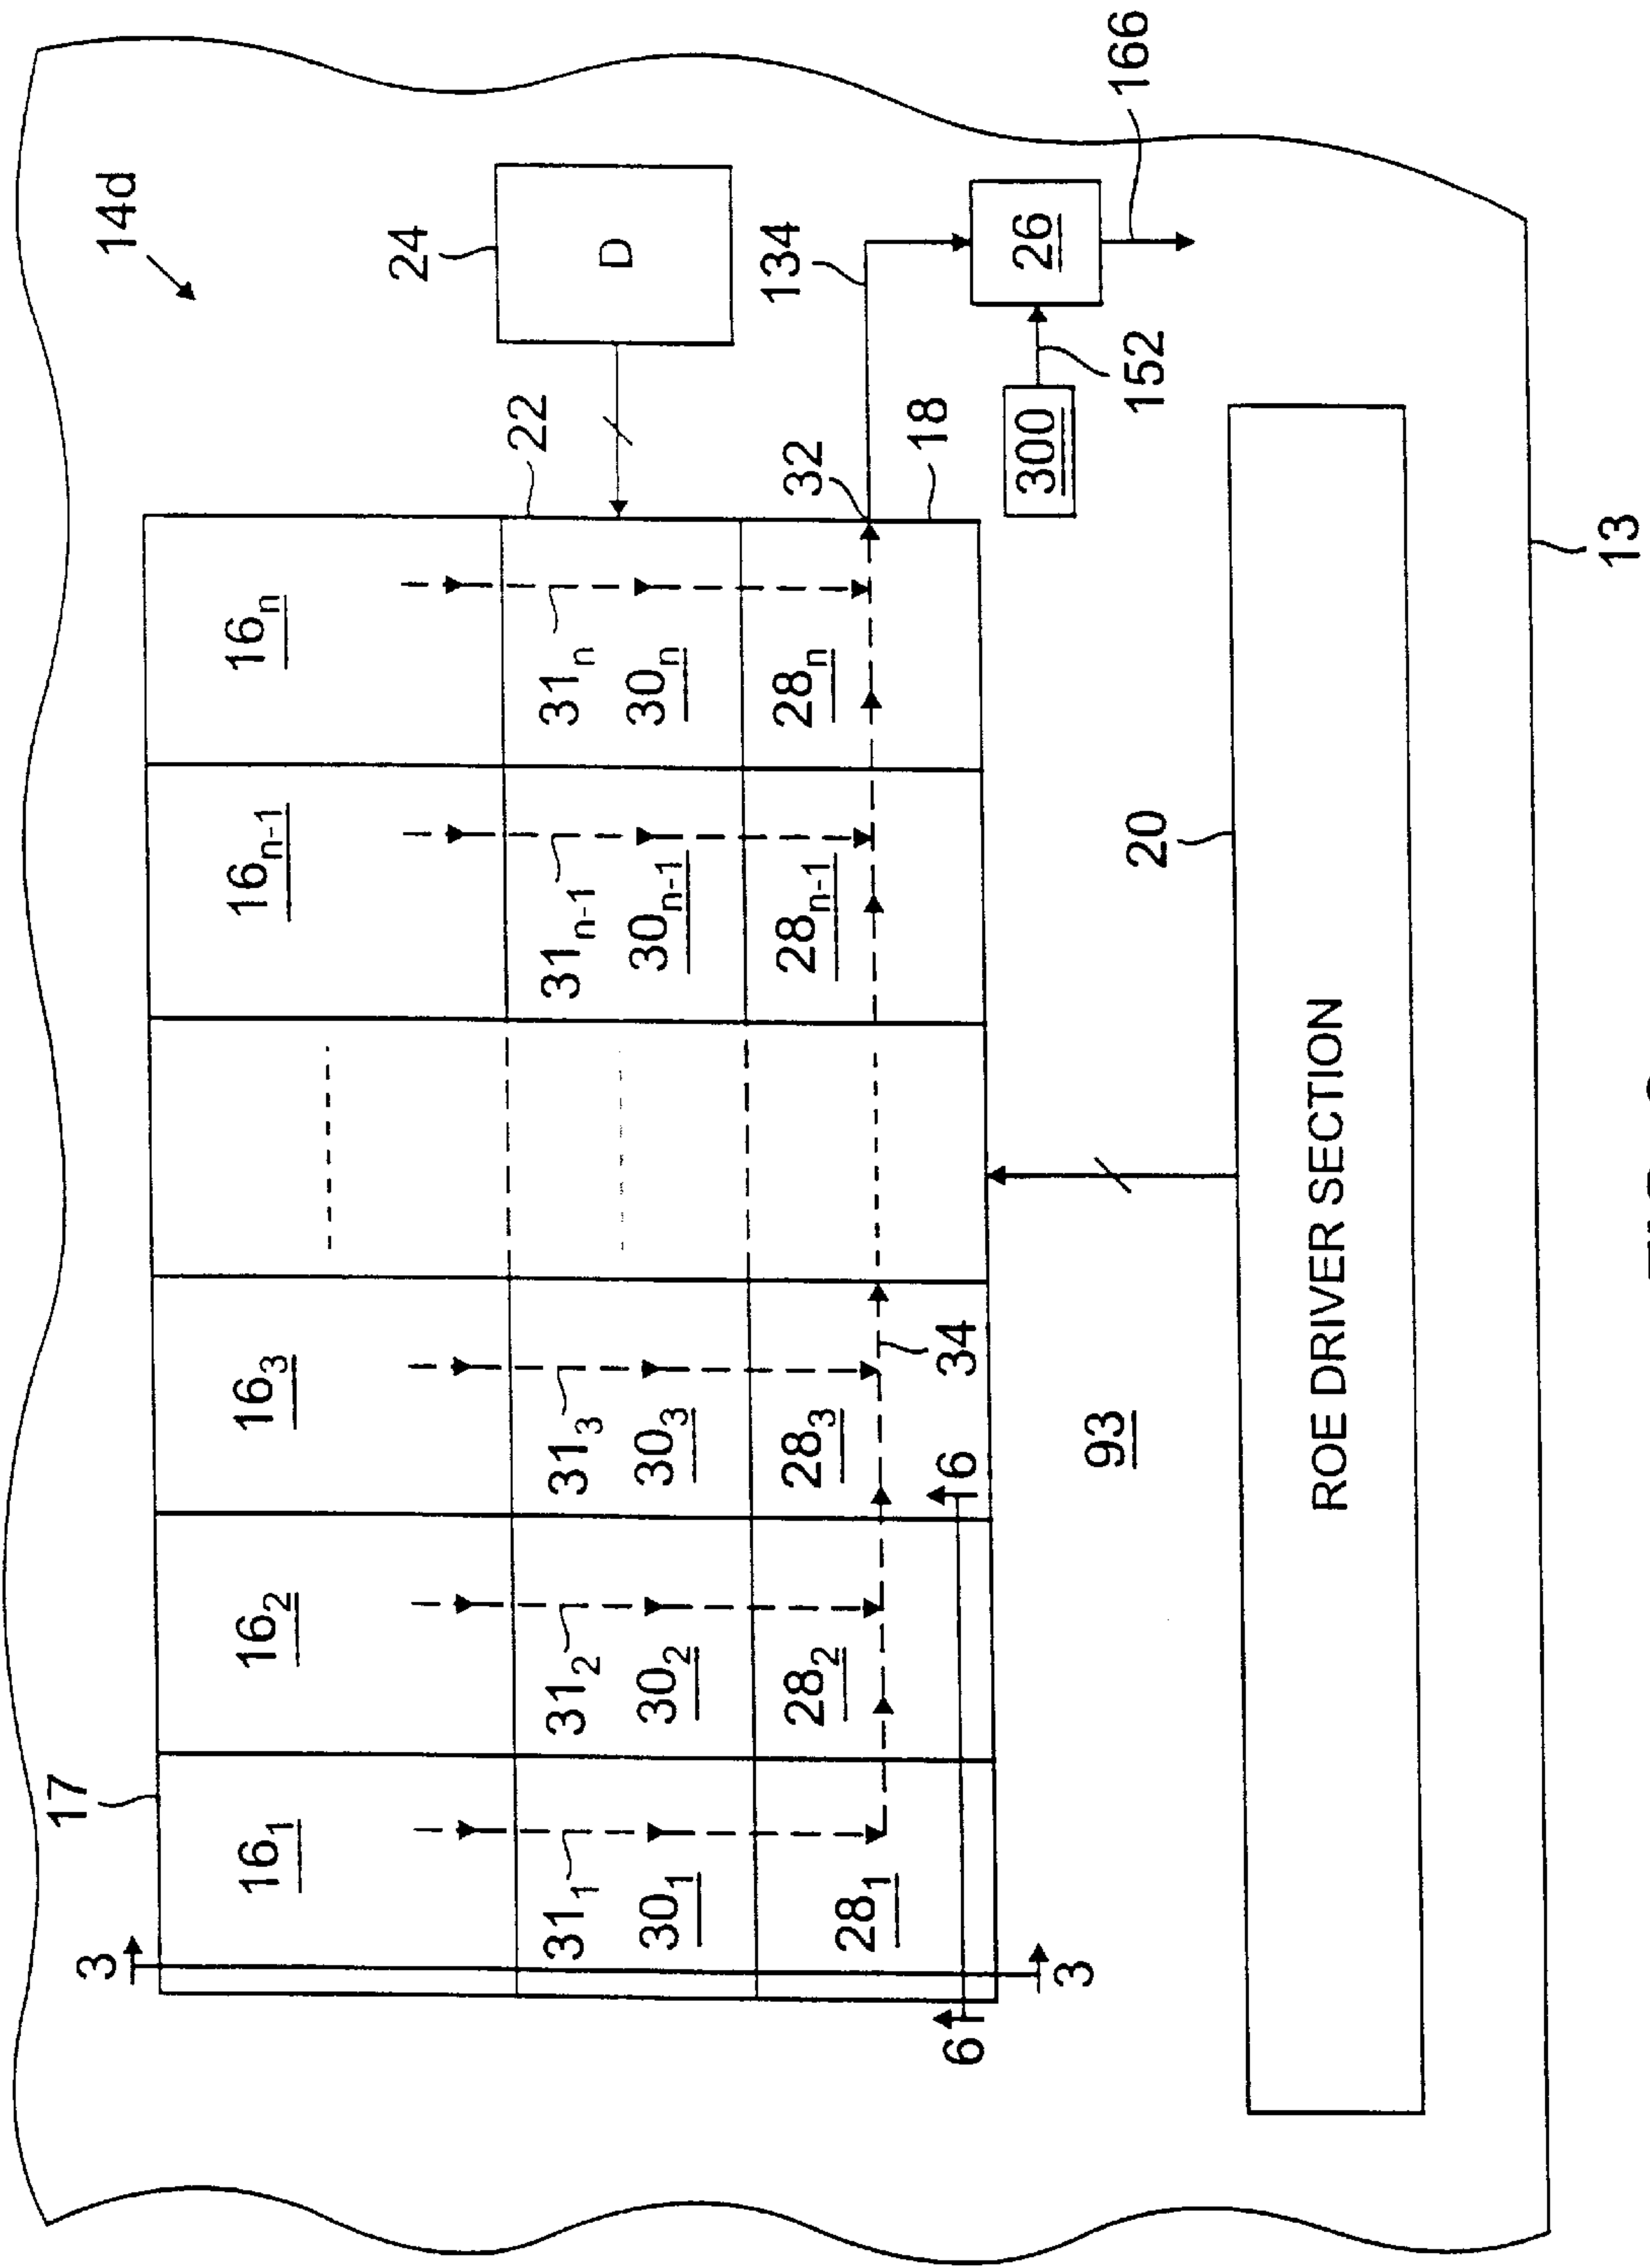 14d
17
3
16₁
16₂
16₃
16ₙ₋₁
16ₙ
22
24
D
31₁
31₂
31₃
31ₙ₋₁
31ₙ
30₁
30₂
30₃
30ₙ₋₁
30ₙ
28₁
28₂
28₃
28ₙ₋₁
28ₙ
32
134
18
34
6
6
3
93
300
152
26
166
20
ROE DRIVER SECTION
13